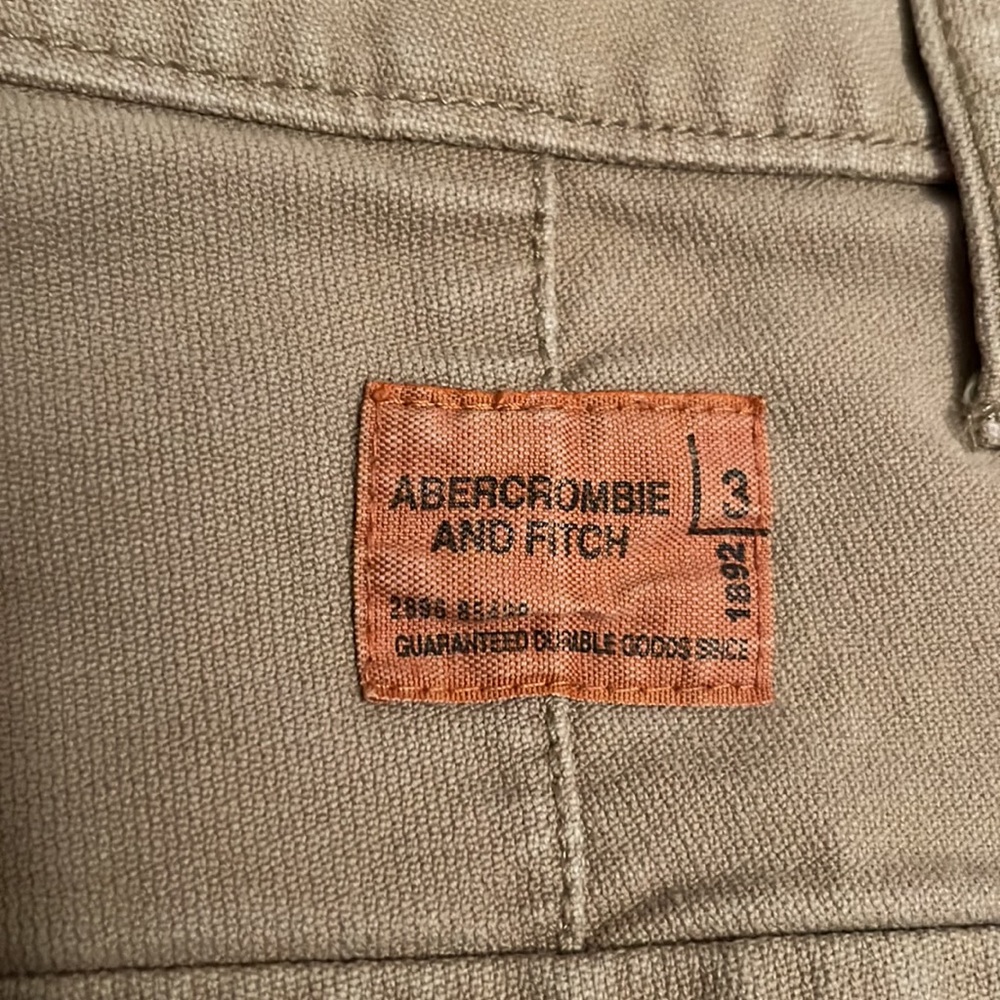 ABERCROMBIE
AND FITCH
GUARANTEED DURABLE GOODS SINCE
1892
3